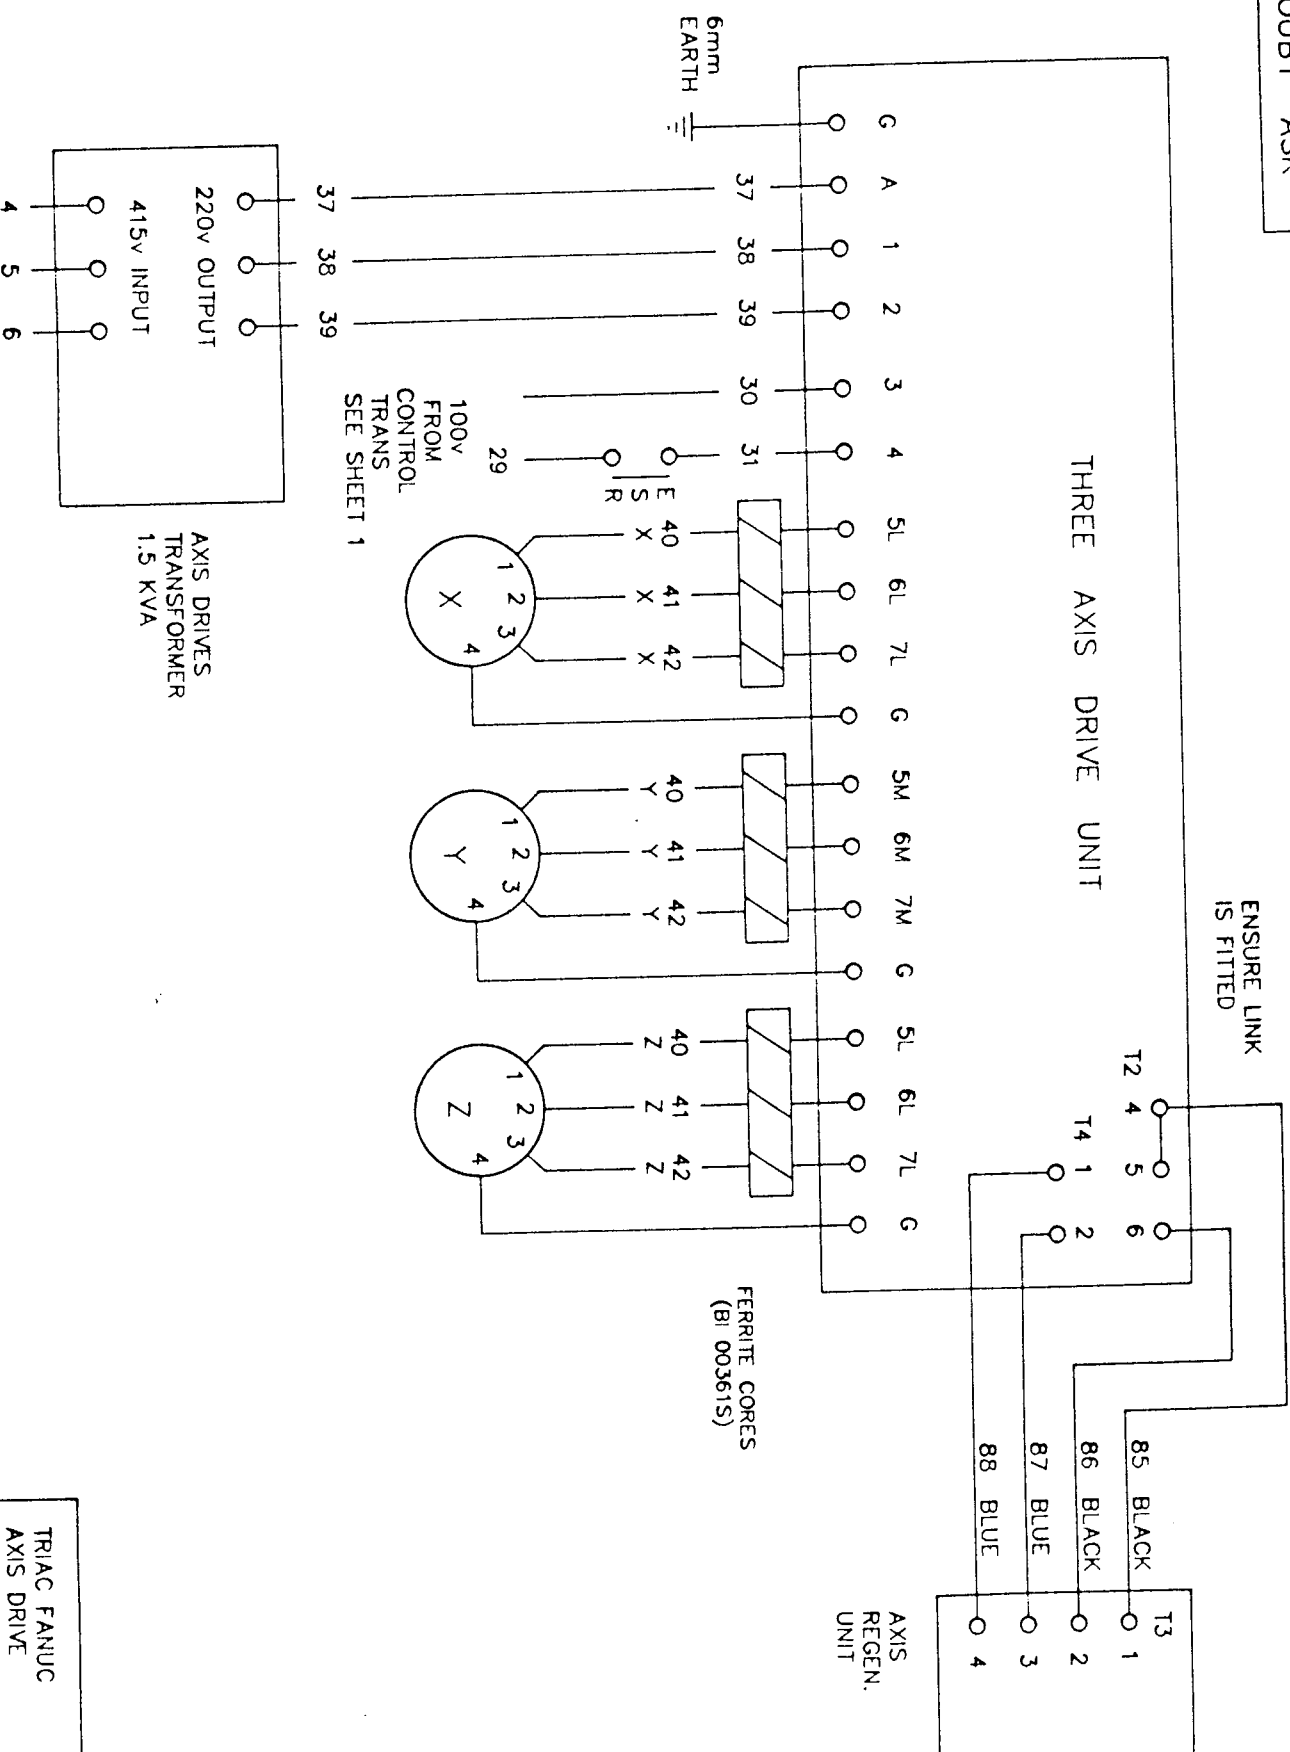 OUBT ASK
ENSURE LINK
IS FITTED
T2 4 5 6
T4 1 2
THREE AXIS DRIVE UNIT
G A 1 2 3 4 5L 6L 7L G 5M 6M 7M G 5L 6L 7L G
85 BLACK
86 BLACK
87 BLUE
88 BLUE
T3
1
2
3
4
AXIS
REGEN.
UNIT
6mm
EARTH
37 38 39 30 31
E
S
R
29
100v
FROM
CONTROL
TRANS
SEE SHEET 1
40 41 42
X X X
1 2 3
4
X
40 41 42
Y Y Y
1 2 3
4
Y
40 41 42
Z Z Z
1 2 3
4
Z
FERRITE CORES
(BI 00361S)
37 38 39
220v OUTPUT
415v INPUT
4 5 6
AXIS DRIVES
TRANSFORMER
1.5 KVA
TRIAC FANUC
AXIS DRIVE